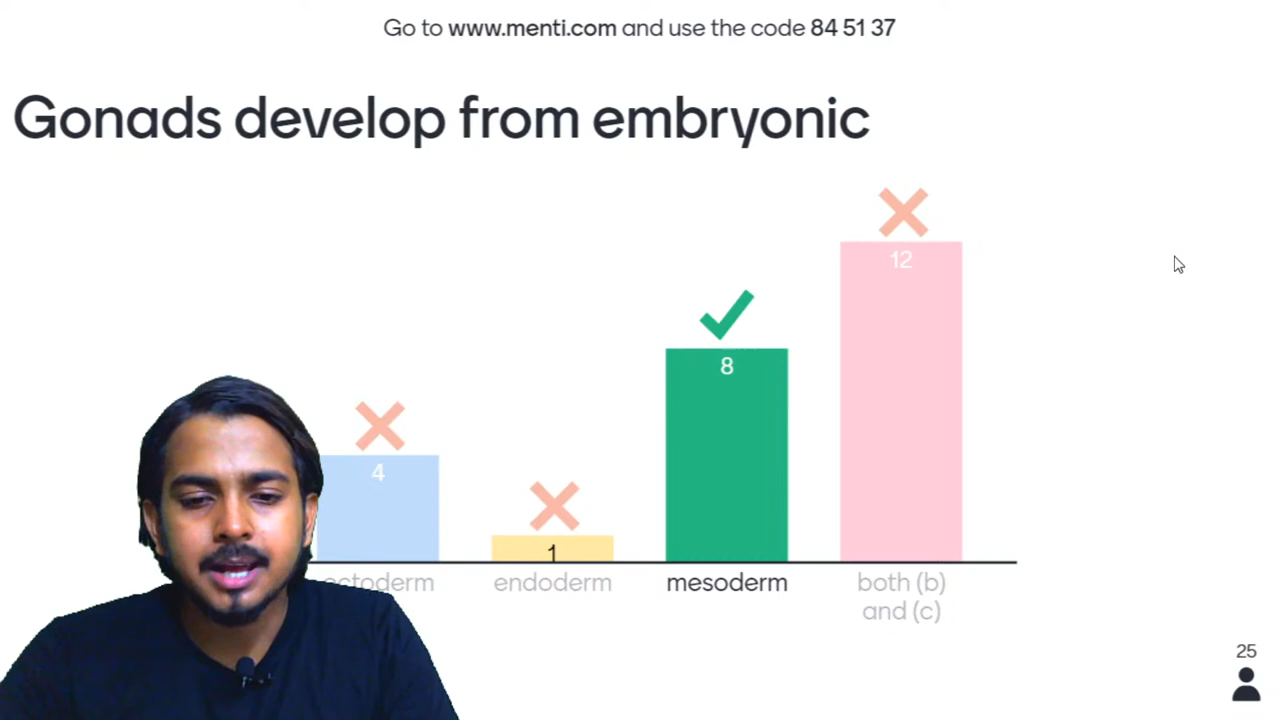 Go to www.menti.com and use the code 84 51 37
Gonads develop from embryonic
12
8
4
1
ectoderm
endoderm
mesoderm
both (b)
and (c)
25